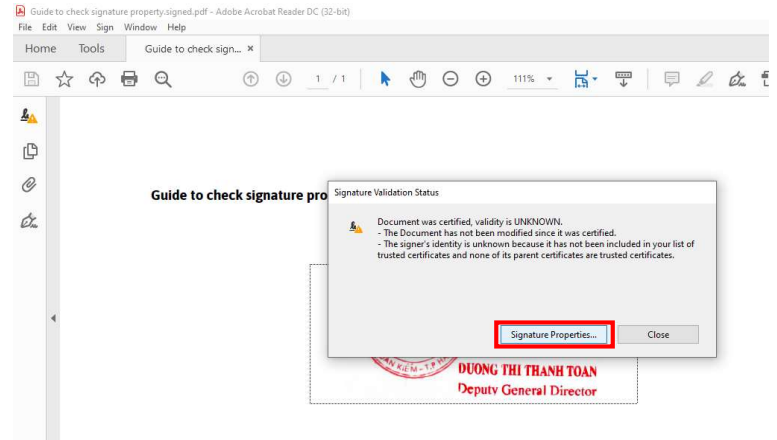 Guide to check signature property.signed.pdf - Adobe Acrobat Reader DC (32-bit)
File Edit View Sign Window Help
Home Tools Guide to check sign... ×
1 / 1 111%
Guide to check signature pro
Signature Validation Status
Document was certified, validity is UNKNOWN.
- The Document has not been modified since it was certified.
- The signer's identity is unknown because it has not been included in your list of
trusted certificates and none of its parent certificates are trusted certificates.
Signature Properties... Close
KIẾM - T.P
DUONG THI THANH TOAN
Deputy General Director